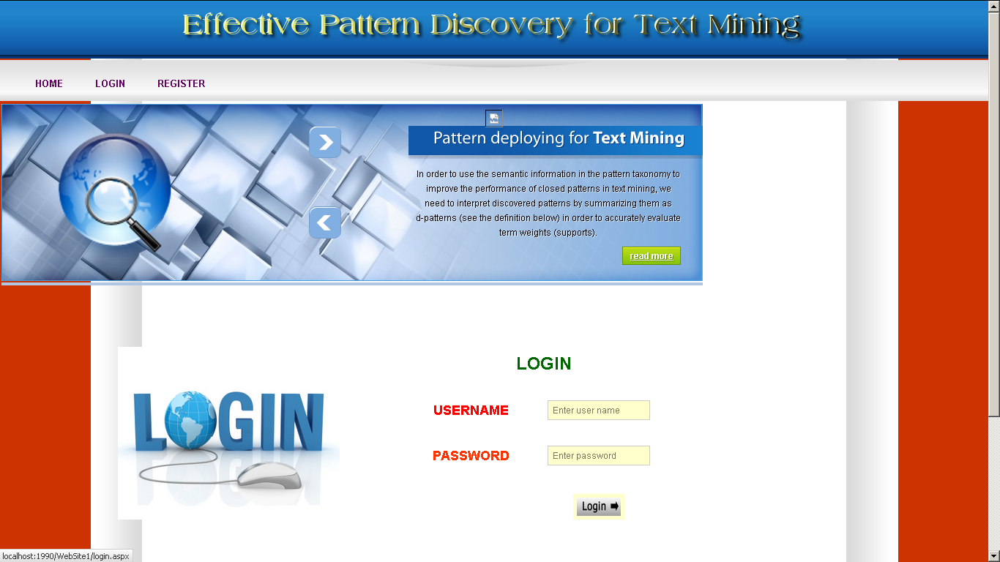 Effective Pattern Discovery for Text Mining
HOME LOGIN REGISTER
Pattern deploying for Text Mining
In order to use the semantic information in the pattern taxonomy to
improve the performance of closed patterns in text mining, we
need to interpret discovered patterns by summarizing them as
d-patterns (see the definition below) in order to accurately evaluate
term weights (supports).
read more
LOGIN
LOGIN
USERNAME Enter user name
PASSWORD Enter password
Login
localhost:1990/WebSite1/login.aspx